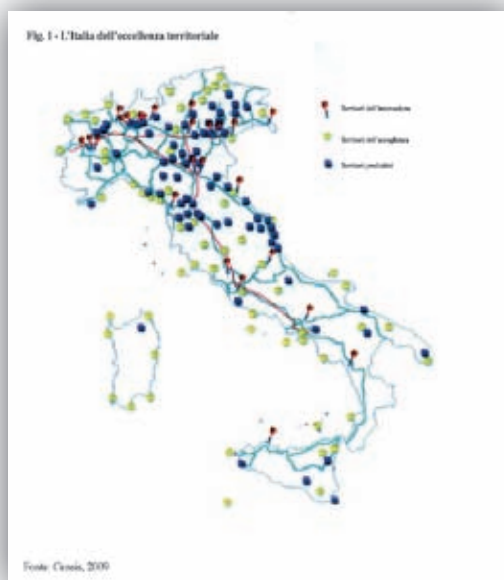 Fig. 1 - L'Italia dell'eccellenza territoriale
Territori dell'innovazione
Territori dell'accoglienza
Territori produttivi
Fonte: Censis, 2009